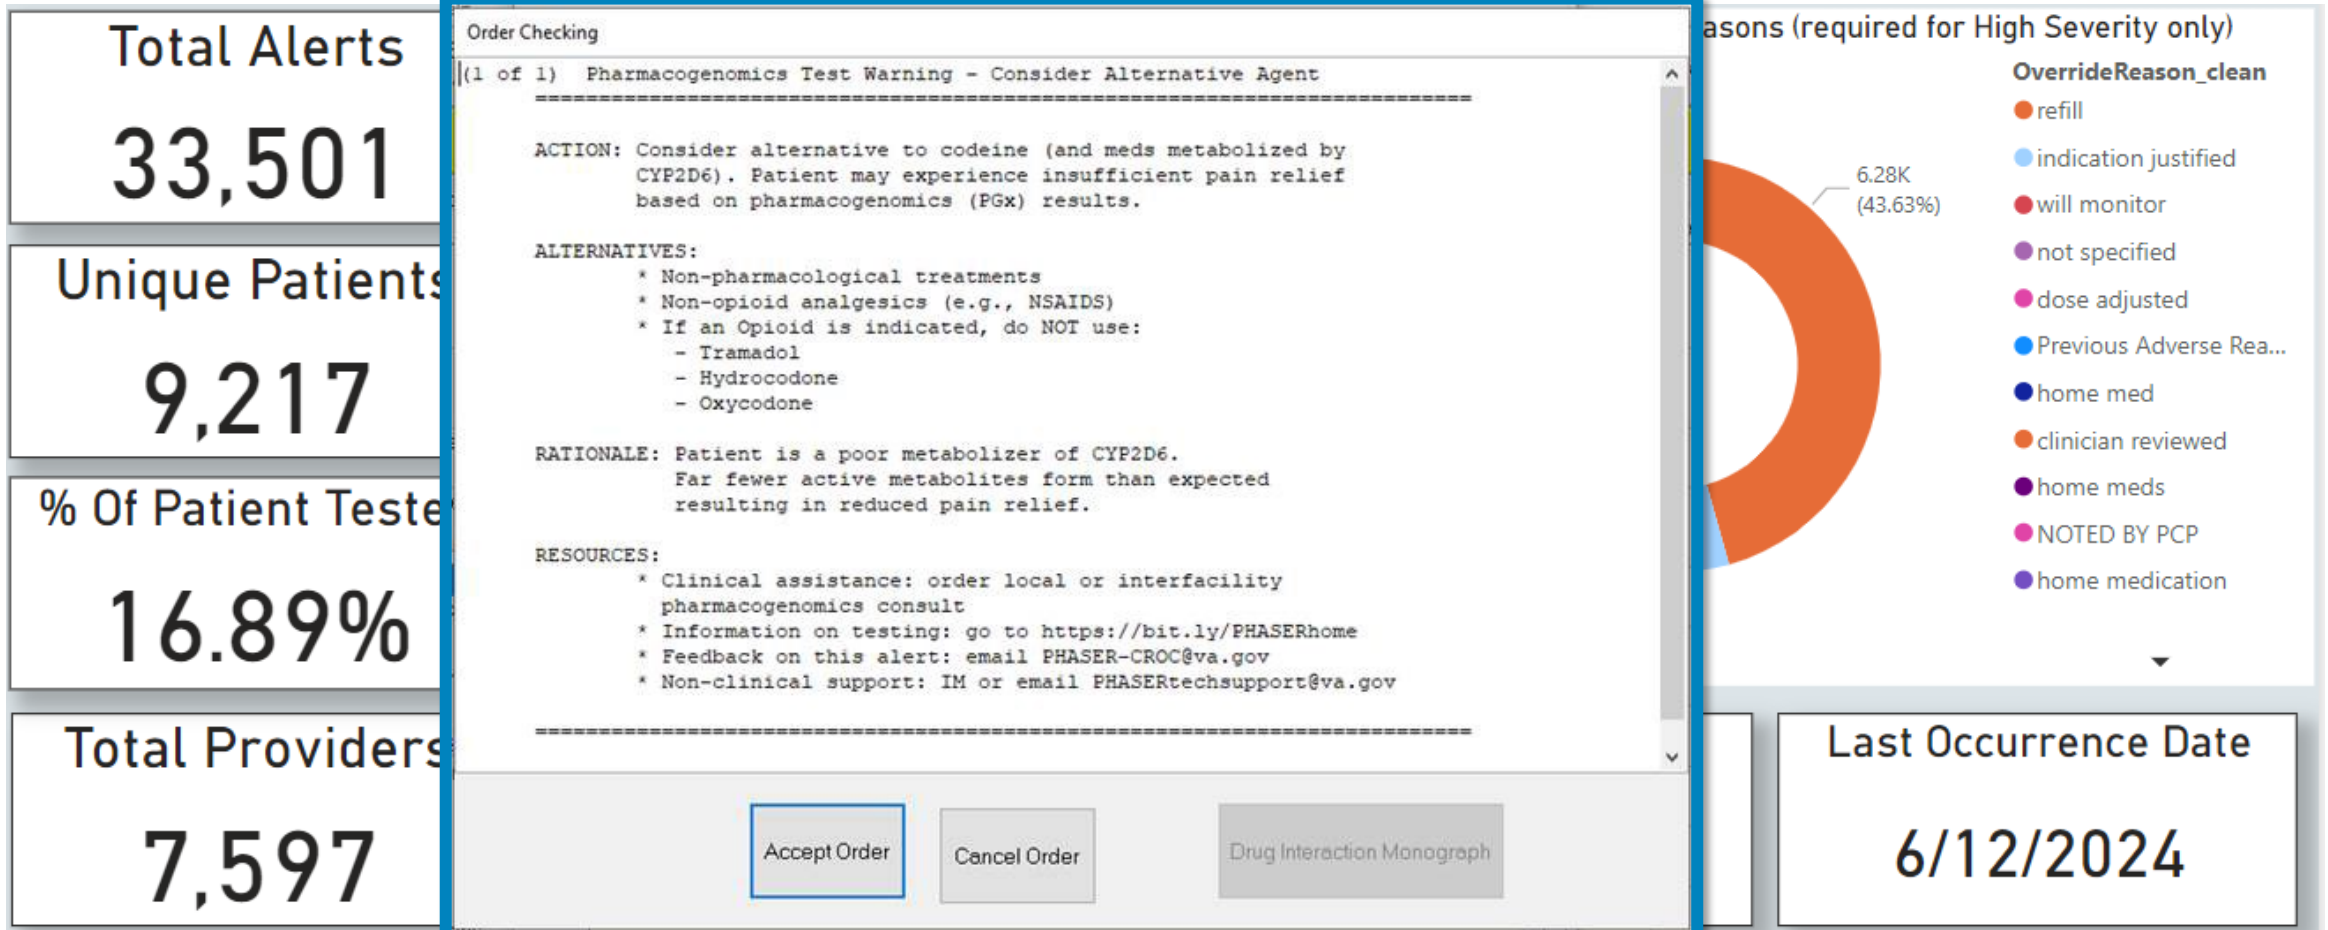 Total Alerts
33,501
Unique Patients
9,217
% Of Patient Teste
16.89%
Total Providers
7,597
Order Checking
(1 of 1)  Pharmacogenomics Test Warning - Consider Alternative Agent
==========================================================================
ACTION: Consider alternative to codeine (and meds metabolized by
CYP2D6). Patient may experience insufficient pain relief
based on pharmacogenomics (PGx) results.
ALTERNATIVES:
* Non-pharmacological treatments
* Non-opioid analgesics (e.g., NSAIDS)
* If an Opioid is indicated, do NOT use:
- Tramadol
- Hydrocodone
- Oxycodone
RATIONALE: Patient is a poor metabolizer of CYP2D6.
Far fewer active metabolites form than expected
resulting in reduced pain relief.
RESOURCES:
* Clinical assistance: order local or interfacility
pharmacogenomics consult
* Information on testing: go to https://bit.ly/PHASERhome
* Feedback on this alert: email PHASER-CROC@va.gov
* Non-clinical support: IM or email PHASERtechsupport@va.gov
==========================================================================
Accept Order
Cancel Order
Drug Interaction Monograph
asons (required for High Severity only)
6.28K
(43.63%)
OverrideReason_clean
refill
indication justified
will monitor
not specified
dose adjusted
Previous Adverse Rea...
home med
clinician reviewed
home meds
NOTED BY PCP
home medication
Last Occurrence Date
6/12/2024